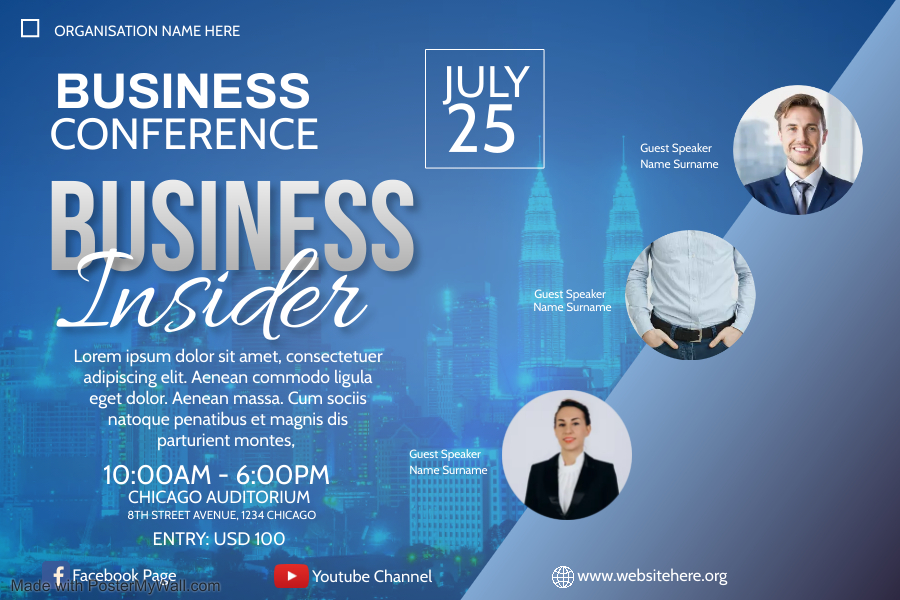 ORGANISATION NAME HERE
BUSINESS
CONFERENCE
JULY
25
BUSINESS
Insider
Lorem ipsum dolor sit amet, consectetuer
adipiscing elit. Aenean commodo ligula
eget dolor. Aenean massa. Cum sociis
natoque penatibus et magnis dis
parturient montes,
10:00AM - 6:00PM
CHICAGO AUDITORIUM
8TH STREET AVENUE, 1234 CHICAGO
ENTRY: USD 100
Guest Speaker
Name Surname
Guest Speaker
Name Surname
Guest Speaker
Name Surname
Facebook Page
Youtube Channel
www.websitehere.org
Made with PosterMyWall.com